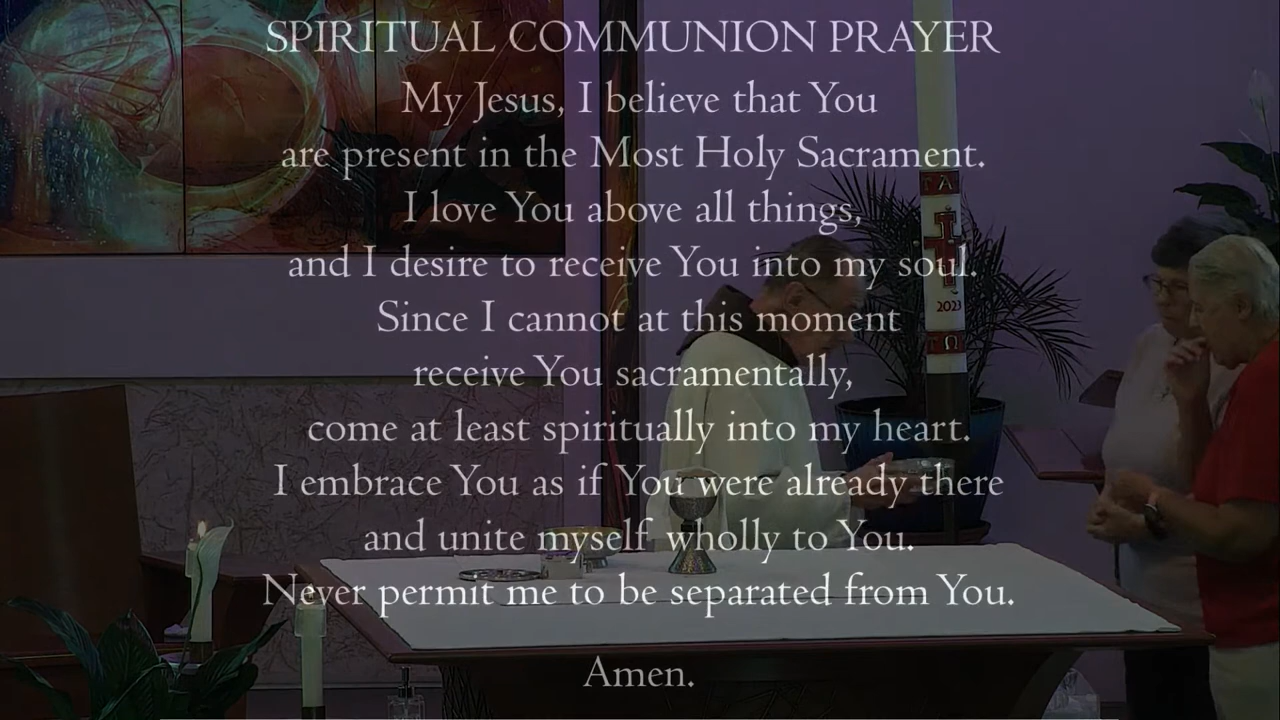 SPIRITUAL COMMUNION PRAYER
My Jesus, I believe that You
are present in the Most Holy Sacrament.
I love You above all things,
and I desire to receive You into my soul.
Since I cannot at this moment
receive You sacramentally,
come at least spiritually into my heart.
I embrace You as if You were already there
and unite myself wholly to You.
Never permit me to be separated from You.
Amen.
Α
2023
Ω